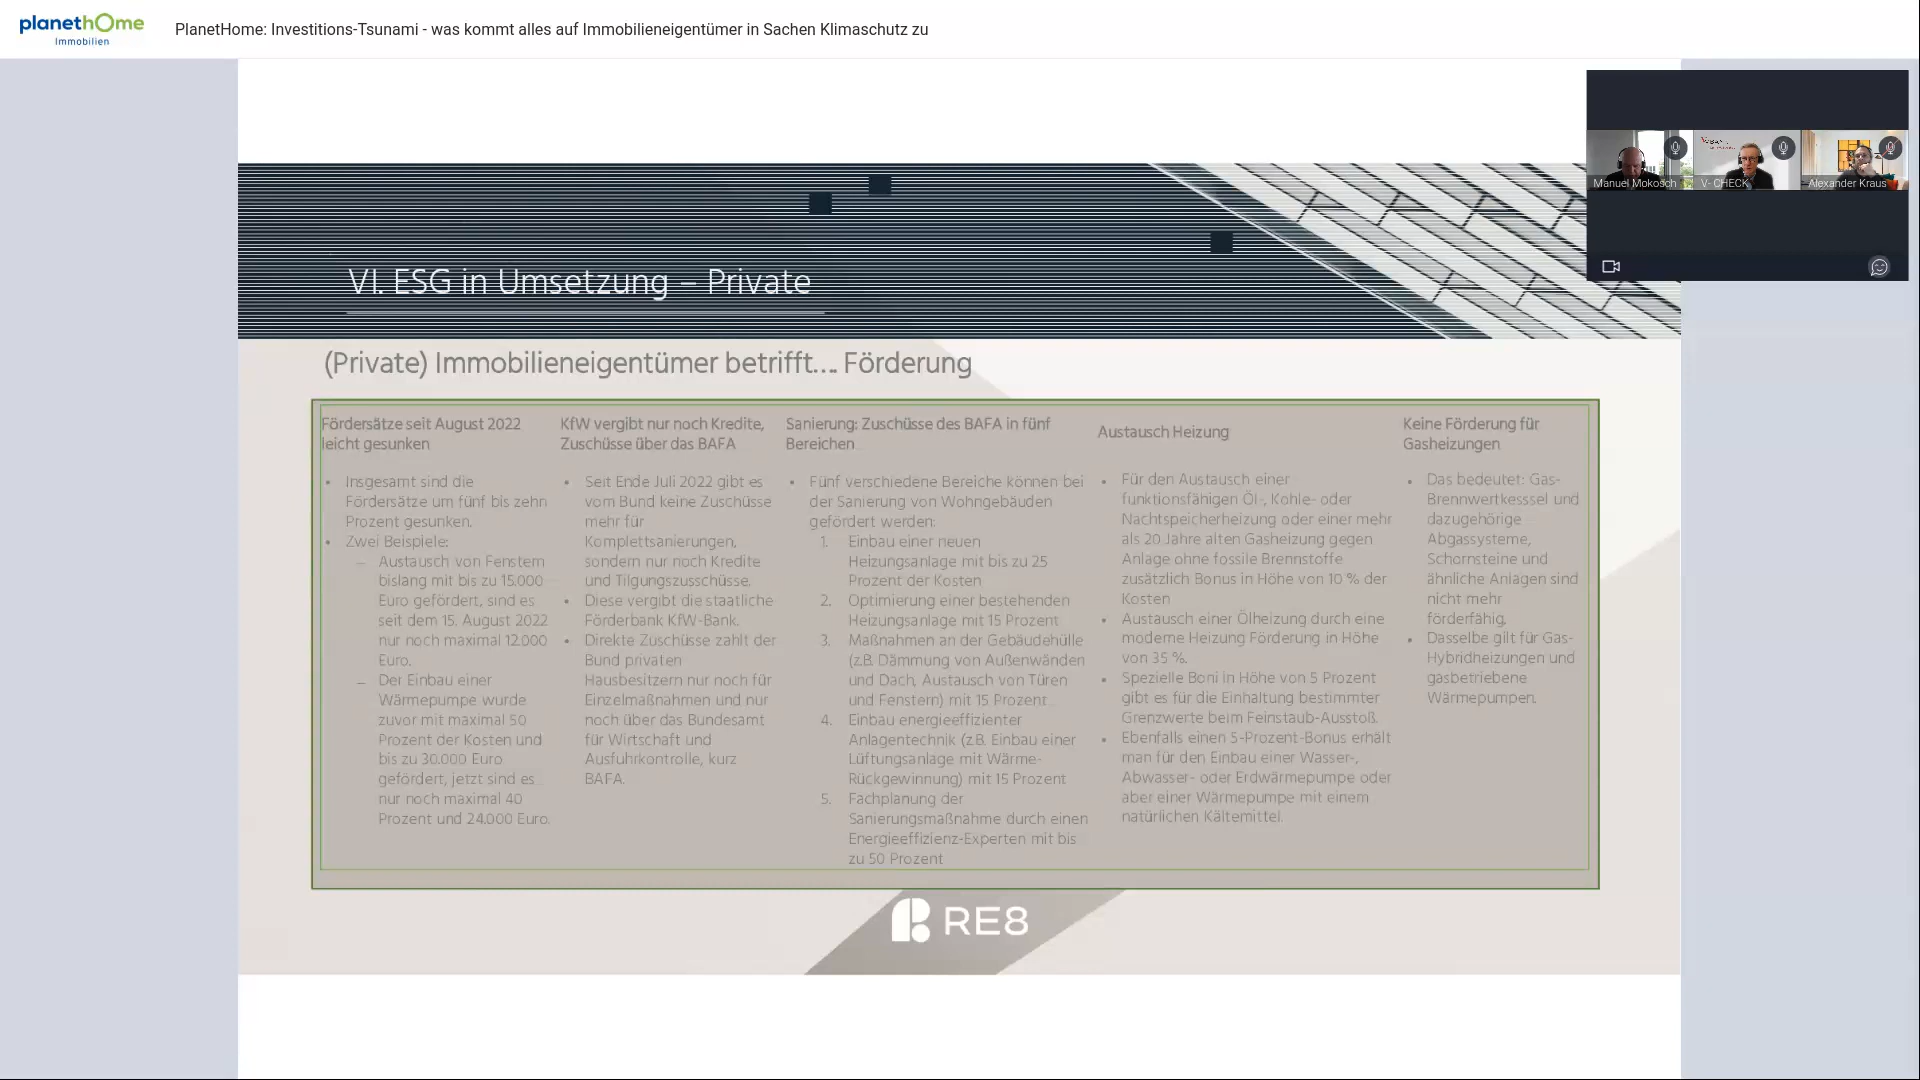 planethome
Immobilien
PlanetHome: Investitions-Tsunami - was kommt alles auf Immobilieneigentümer in Sachen Klimaschutz zu
Manuel Mokosch
V- CHECK
Alexander Kraus
VI. ESG in Umsetzung – Private
(Private) Immobilieneigentümer betrifft…. Förderung
Fördersätze seit August 2022
leicht gesunken
• Insgesamt sind die
Fördersätze um fünf bis zehn
Prozent gesunken.
• Zwei Beispiele:
– Austausch von Fenstern
bislang mit bis zu 15.000
Euro gefördert, sind es
seit dem 15. August 2022
nur noch maximal 12.000
Euro.
– Der Einbau einer
Wärmepumpe wurde
zuvor mit maximal 50
Prozent der Kosten und
bis zu 30.000 Euro
gefördert, jetzt sind es
nur noch maximal 40
Prozent und 24.000 Euro.
KfW vergibt nur noch Kredite,
Zuschüsse über das BAFA
• Seit Ende Juli 2022 gibt es
vom Bund keine Zuschüsse
mehr für
Komplettsanierungen,
sondern nur noch Kredite
und Tilgungszusschüsse.
• Diese vergibt die staatliche
Förderbank KfW-Bank.
• Direkte Zuschüsse zahlt der
Bund privaten
Hausbesitzern nur noch für
Einzelmaßnahmen und nur
noch über das Bundesamt
für Wirtschaft und
Ausfuhrkontrolle, kurz
BAFA.
Sanierung: Zuschüsse des BAFA in fünf
Bereichen
• Fünf verschiedene Bereiche können bei
der Sanierung von Wohngebäuden
gefördert werden:
1. Einbau einer neuen
Heizungsanlage mit bis zu 25
Prozent der Kosten
2. Optimierung einer bestehenden
Heizungsanlage mit 15 Prozent
3. Maßnahmen an der Gebäudehülle
(z.B. Dämmung von Außenwänden
und Dach, Austausch von Türen
und Fenstern) mit 15 Prozent
4. Einbau energieeffizienter
Anlagentechnik (z.B. Einbau einer
Lüftungsanlage mit Wärme-
Rückgewinnung) mit 15 Prozent
5. Fachplanung der
Sanierungsmaßnahme durch einen
Energieeffizienz-Experten mit bis
zu 50 Prozent
Austausch Heizung
• Für den Austausch einer
funktionsfähigen Öl-, Kohle- oder
Nachtspeicherheizung oder einer mehr
als 20 Jahre alten Gasheizung gegen
Anlage ohne fossile Brennstoffe
zusätzlich Bonus in Höhe von 10 % der
Kosten
• Austausch einer Ölheizung durch eine
moderne Heizung Förderung in Höhe
von 35 %.
• Spezielle Boni in Höhe von 5 Prozent
gibt es für die Einhaltung bestimmter
Grenzwerte beim Feinstaub-Ausstoß.
• Ebenfalls einen 5-Prozent-Bonus erhält
man für den Einbau einer Wasser-,
Abwasser- oder Erdwärmepumpe oder
aber einer Wärmepumpe mit einem
natürlichen Kältemittel.
Keine Förderung für
Gasheizungen
• Das bedeutet: Gas-
Brennwertkesssel und
dazugehörige
Abgassysteme,
Schornsteine und
ähnliche Anlagen sind
nicht mehr
förderfähig.
• Dasselbe gilt für Gas-
Hybridheizungen und
gasbetriebene
Wärmepumpen.
RE8